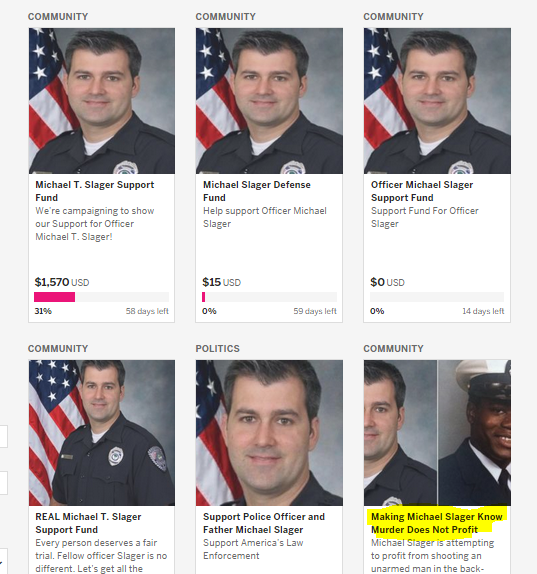 COMMUNITY
Michael T. Slager Support
Fund
We're campaigning to show
our Support for Officer
Michael T. Slager!
$1,570 USD
31% 58 days left
COMMUNITY
Michael Slager Defense
Fund
Help support Officer Michael
Slager
$15 USD
0% 59 days left
COMMUNITY
Officer Michael Slager
Support Fund
Support Fund For Officer
Slager
$0 USD
0% 14 days left
COMMUNITY
REAL Michael T. Slager
Support Fund
Every person deserves a fair
trial. Fellow officer Slager is no
different. Let's get all the
POLITICS
Support Police Officer and
Father Michael Slager
Support America's Law
Enforcement
COMMUNITY
Making Michael Slager Know
Murder Does Not Profit
Michael Slager is attempting
to profit from shooting an
unarmed man in the back-